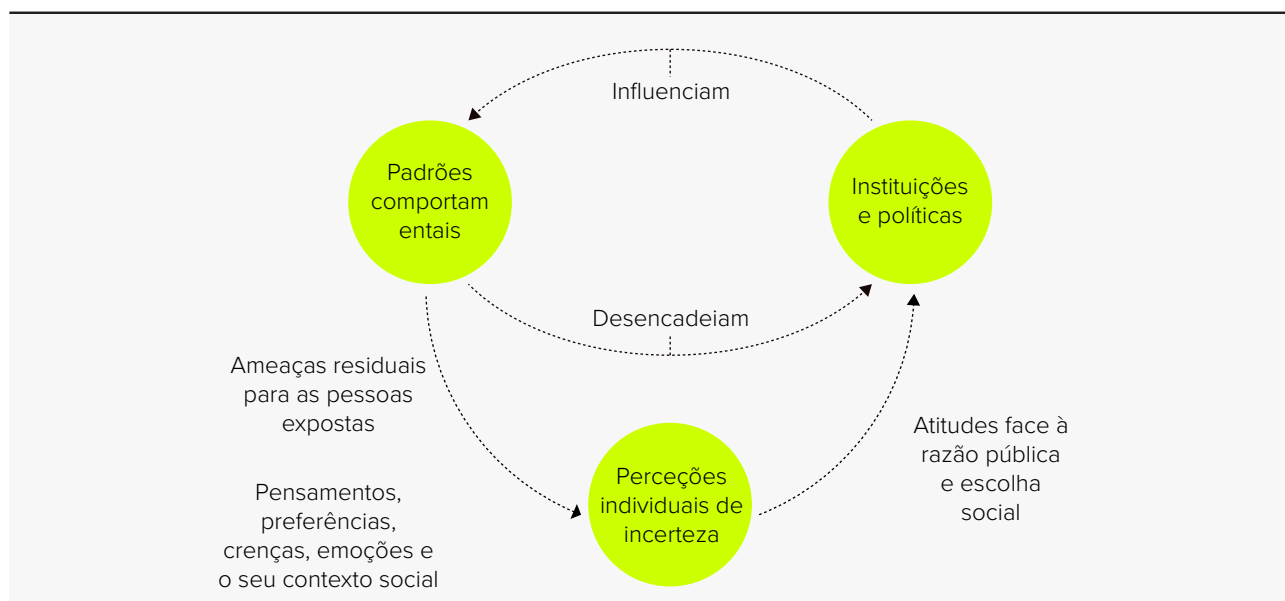 Influenciam
Padrões
comportam
entais
Instituições
e políticas
Desencadeiam
Ameaças residuais
para as pessoas
expostas
Pensamentos,
preferências,
crenças, emoções e
o seu contexto social
Perceções
individuais de
incerteza
Atitudes face à
razão pública
e escolha
social